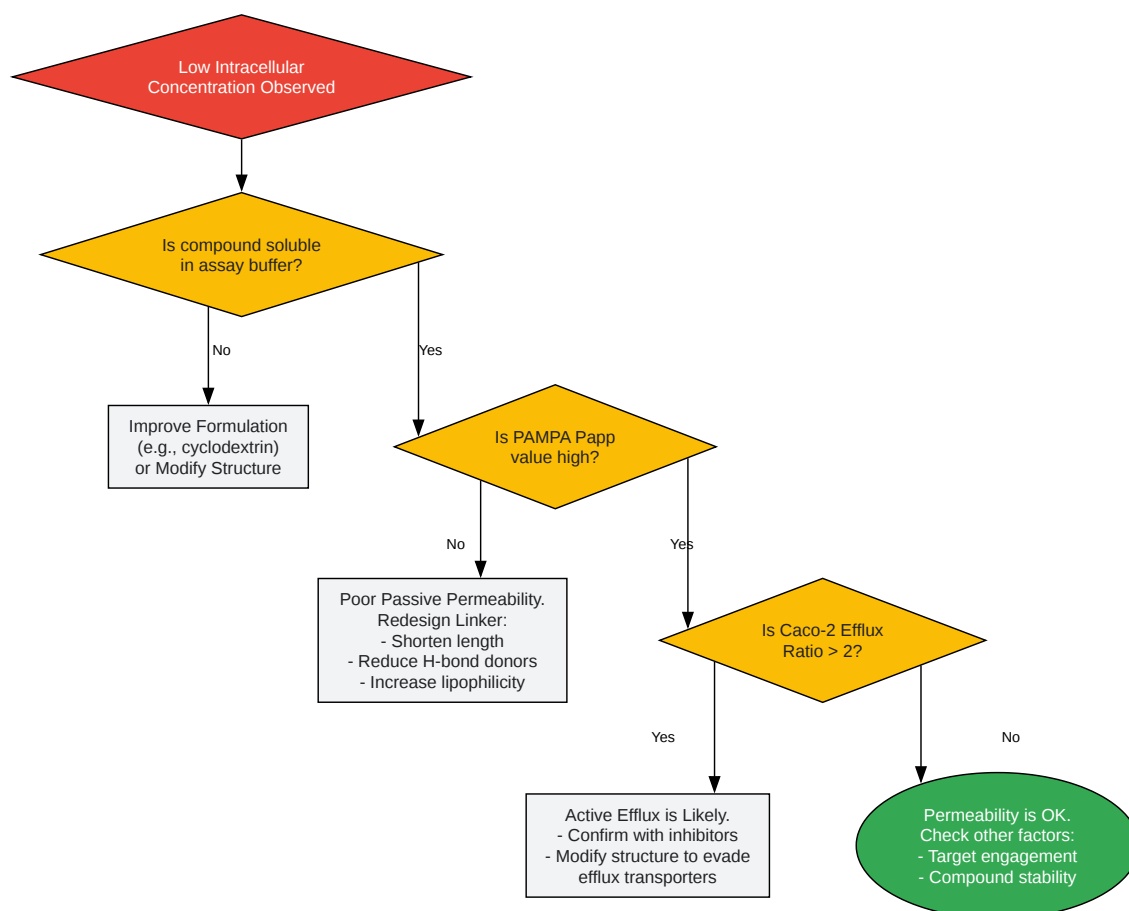 Low Intracellular
Concentration Observed
Is compound soluble
in assay buffer?
No
Yes
Improve Formulation
(e.g., cyclodextrin)
or Modify Structure
Is PAMPA Papp
value high?
No
Yes
Poor Passive Permeability.
Redesign Linker:
- Shorten length
- Reduce H-bond donors
- Increase lipophilicity
Is Caco-2 Efflux
Ratio > 2?
Yes
No
Active Efflux is Likely.
- Confirm with inhibitors
- Modify structure to evade
efflux transporters
Permeability is OK.
Check other factors:
- Target engagement
- Compound stability